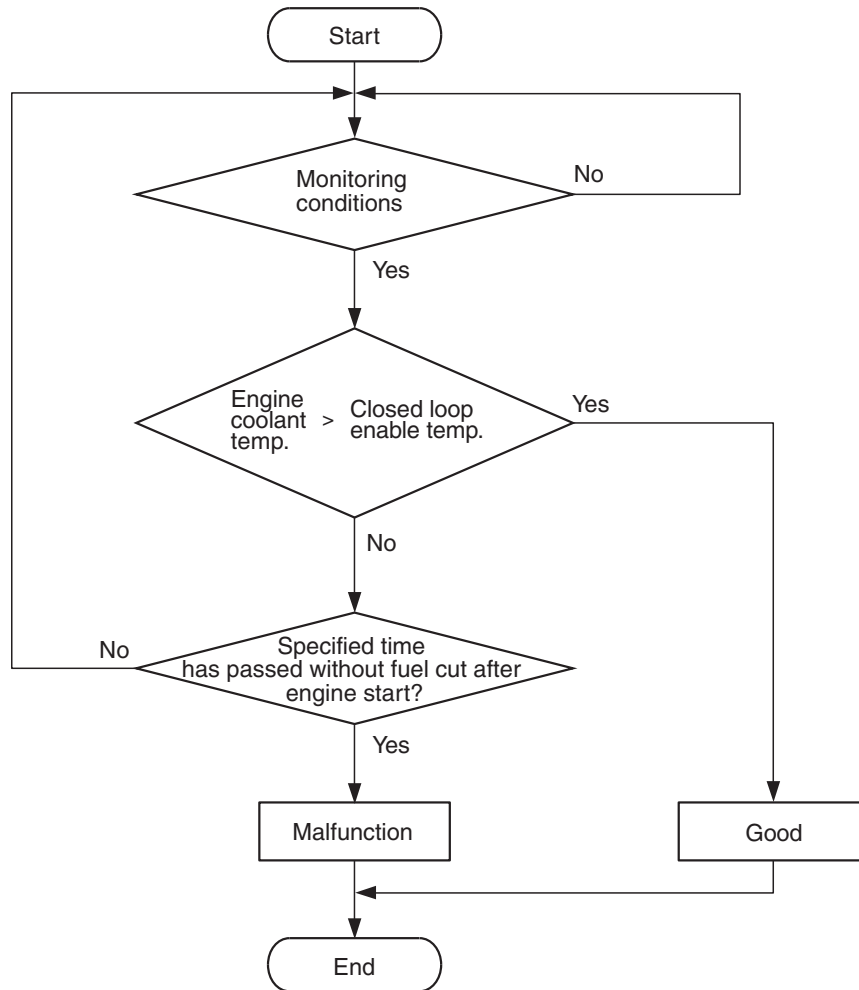 Start
Monitoring
conditions
No
Yes
Engine
coolant
temp.
>
Closed loop
enable temp.
Yes
No
Specified time
has passed without fuel cut after
engine start?
No
Yes
Malfunction
Good
End